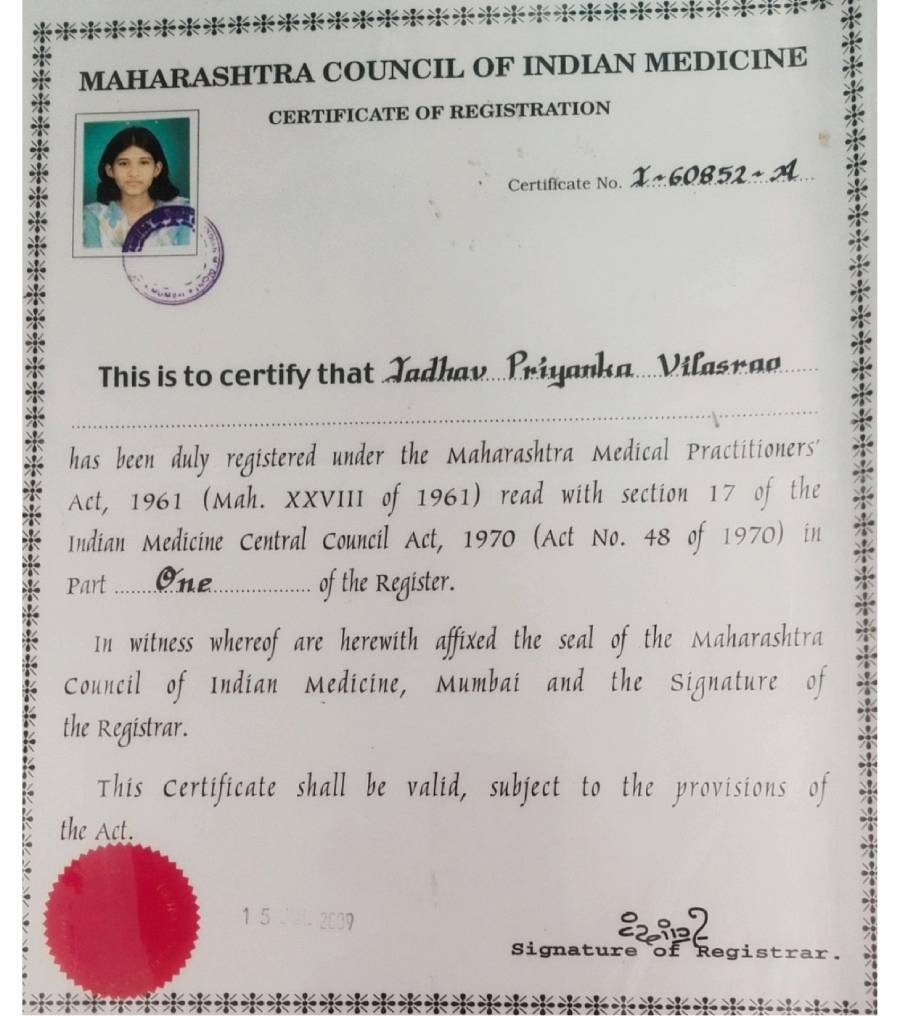 MAHARASHTRA COUNCIL OF INDIAN MEDICINE
CERTIFICATE OF REGISTRATION
Certificate No. I-60852-A
MUMBAI
This is to certify that Jadhav Priyanka Vilasrao
has been duly registered under the Maharashtra Medical Practitioners'
Act, 1961 (Mah. XXVIII of 1961) read with section 17 of the
Indian Medicine Central Council Act, 1970 (Act No. 48 of 1970) in
Part One of the Register.
In witness whereof are herewith affixed the seal of the Maharashtra
Council of Indian Medicine, Mumbai and the Signature of
the Registrar.
This Certificate shall be valid, subject to the provisions of
the Act.
15 2009
Signature of Registrar.